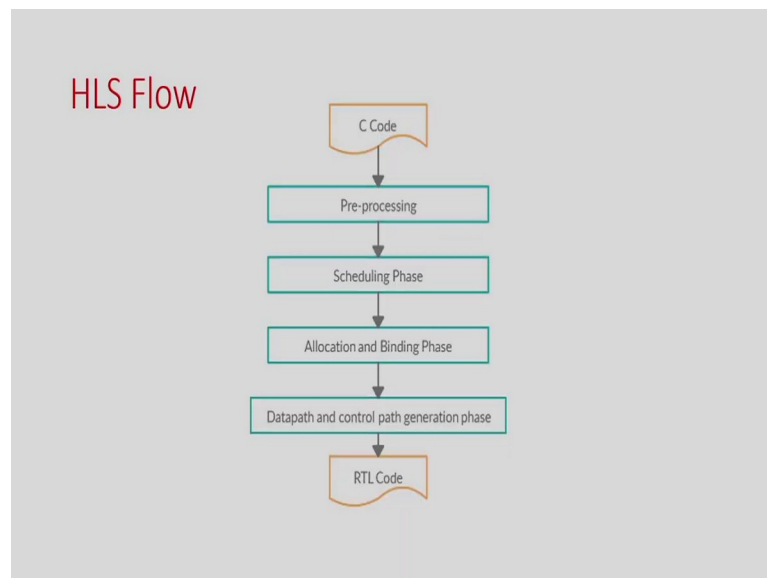 HLS Flow
C Code
Pre-processing
Scheduling Phase
Allocation and Binding Phase
Datapath and control path generation phase
RTL Code